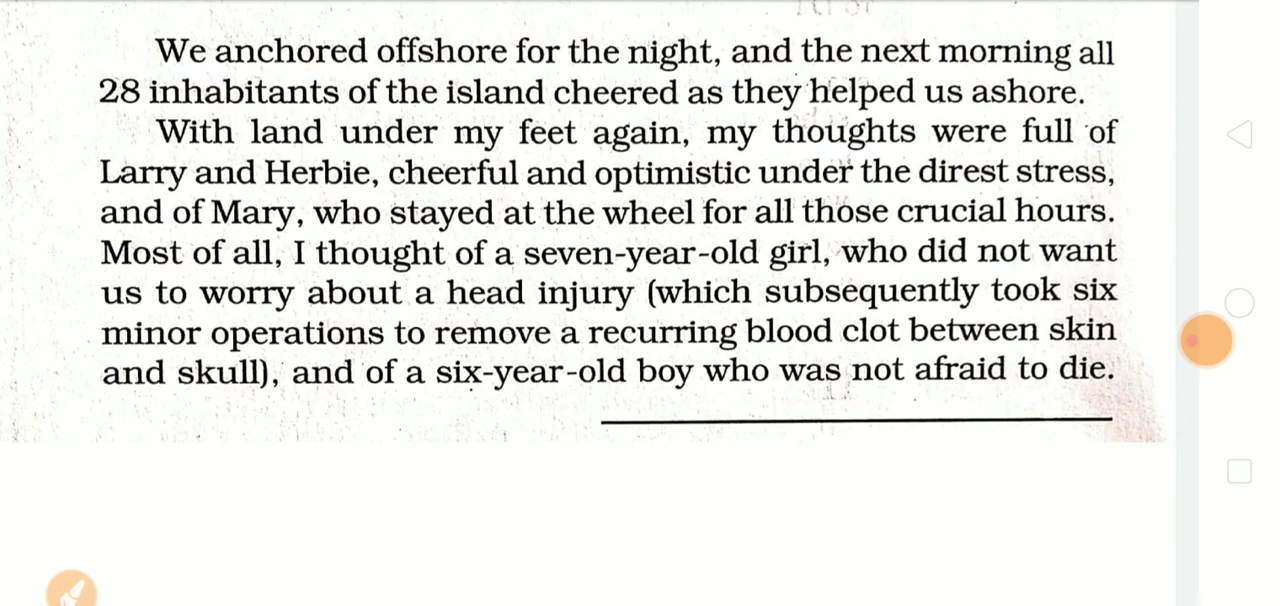 We anchored offshore for the night, and the next morning all
28 inhabitants of the island cheered as they helped us ashore.
With land under my feet again, my thoughts were full of
Larry and Herbie, cheerful and optimistic under the direst stress,
and of Mary, who stayed at the wheel for all those crucial hours.
Most of all, I thought of a seven-year-old girl, who did not want
us to worry about a head injury (which subsequently took six
minor operations to remove a recurring blood clot between skin
and skull), and of a six-year-old boy who was not afraid to die.